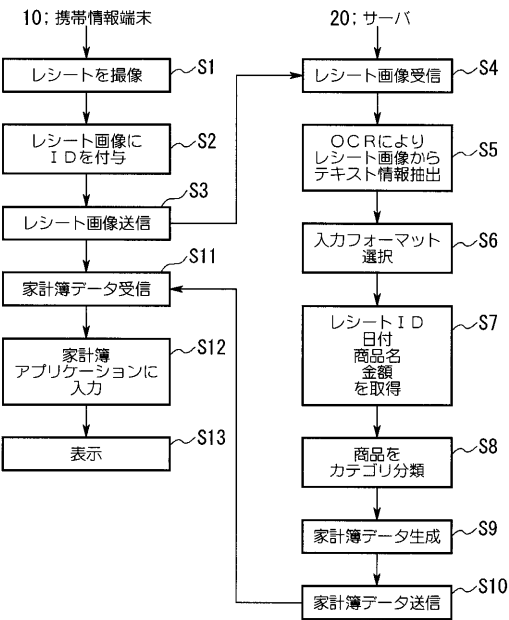 10；携帯情報端末
レシートを撮像
S1
レシート画像に
ＩＤを付与
S2
レシート画像送信
S3
家計簿データ受信
S11
家計簿
アプリケーションに
入力
S12
表示
S13
20；サーバ
レシート画像受信
S4
ＯＣＲにより
レシート画像から
テキスト情報抽出
S5
入力フォーマット
選択
S6
レシートＩＤ
日付
商品名
金額
を取得
S7
商品を
カテゴリ分類
S8
家計簿データ生成
S9
家計簿データ送信
S10